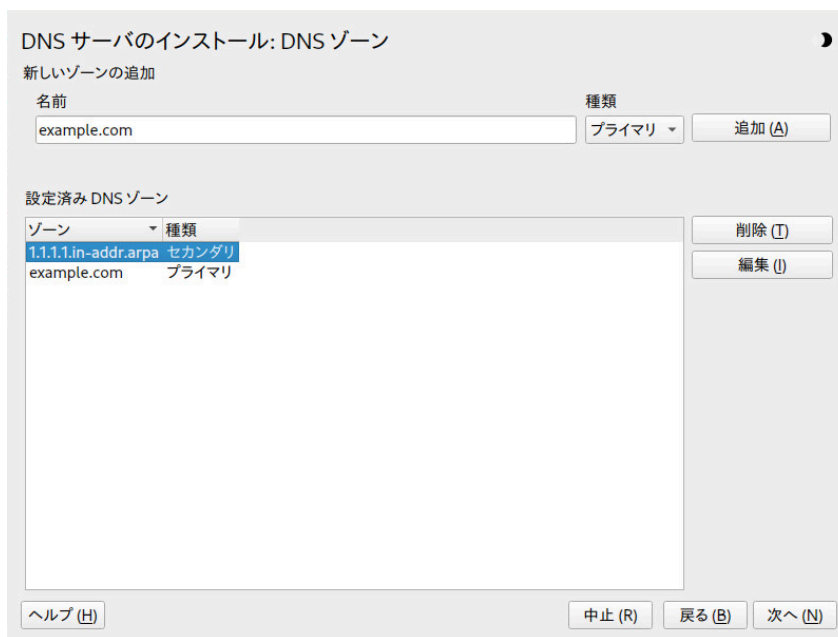 DNS サーバのインストール: DNS ゾーン
新しいゾーンの追加
名前 種類
example.com プライマリ 追加 (A)
設定済み DNS ゾーン
ゾーン 種類 削除 (T)
1.1.1.1.in-addr.arpa セカンダリ
example.com プライマリ 編集 (I)
ヘルプ (H) 中止 (R) 戻る (B) 次へ (N)